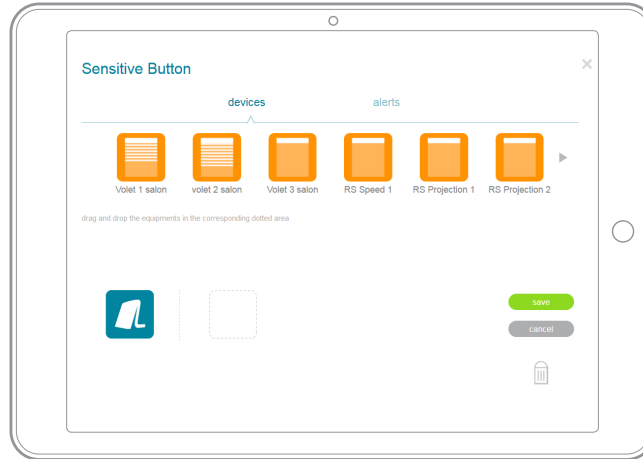 Sensitive Button
devices alerts
Volet 1 salon volet 2 salon Volet 3 salon RS Speed 1 RS Projection 1 RS Projection 2
drag and drop the equipments in the corresponding dotted area
save
cancel